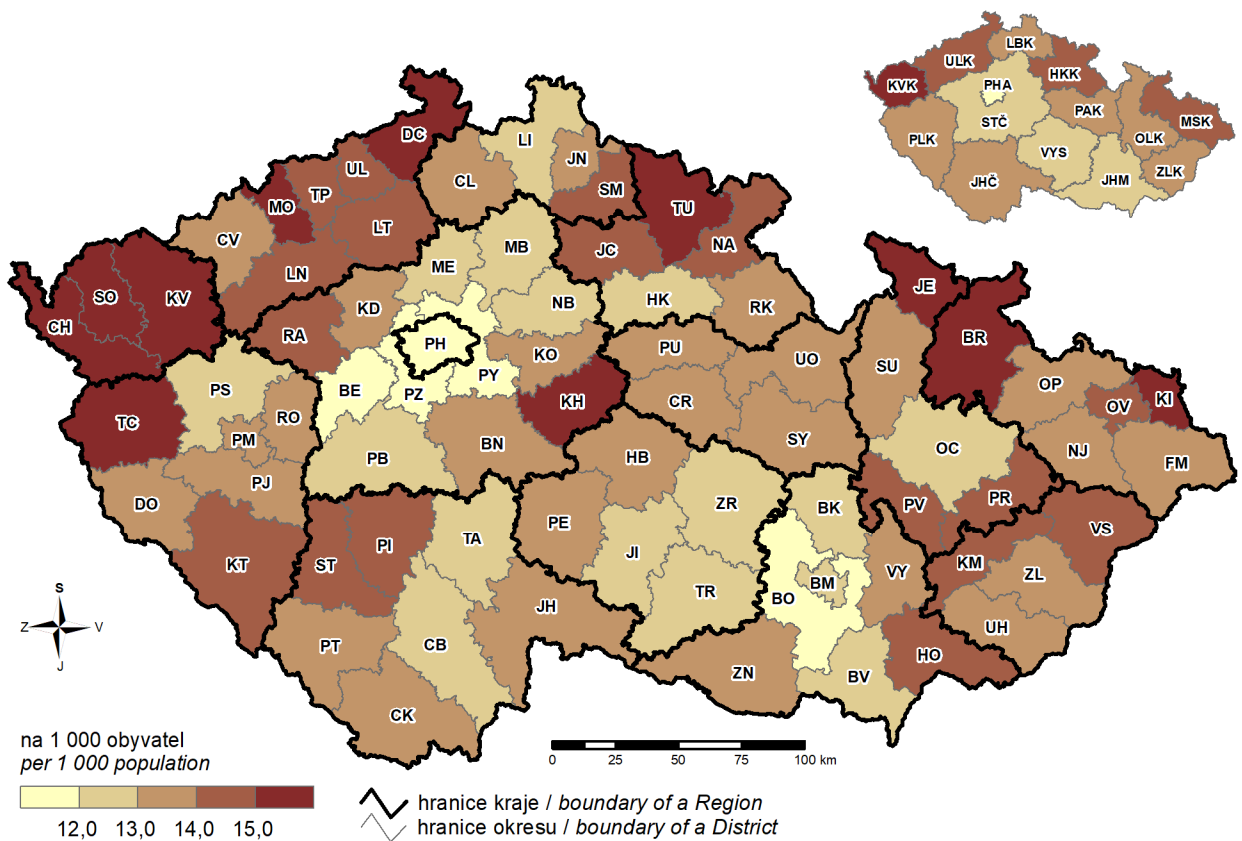 LBK
ULK
HKK
KVK
PHA
PAK
MSK
STČ
OLK
PLK
VYS
ZLK
JHČ
JHM
DC
LI
UL
JN
CL
TP
SM
MO
TU
LT
CV
MB
NA
JC
ME
LN
JE
SO
KV
HK
NB
KD
RK
CH
RA
BR
PH
PU
KO
UO
SU
PY
OP
PS
BE
PZ
KH
CR
KI
OV
RO
TC
PM
SY
BN
OC
NJ
PB
HB
FM
PJ
PR
DO
ZR
BK
PV
PE
VS
TA
PI
JI
KT
ST
KM
VY
ZL
BM
TR
BO
JH
UH
PT
CB
HO
ZN
BV
CK
S
Z V
J
na 1 000 obyvatel
per 1 000 population
12,0 13,0 14,0 15,0
0 25 50 75 100 km
hranice kraje / boundary of a Region
hranice okresu / boundary of a District